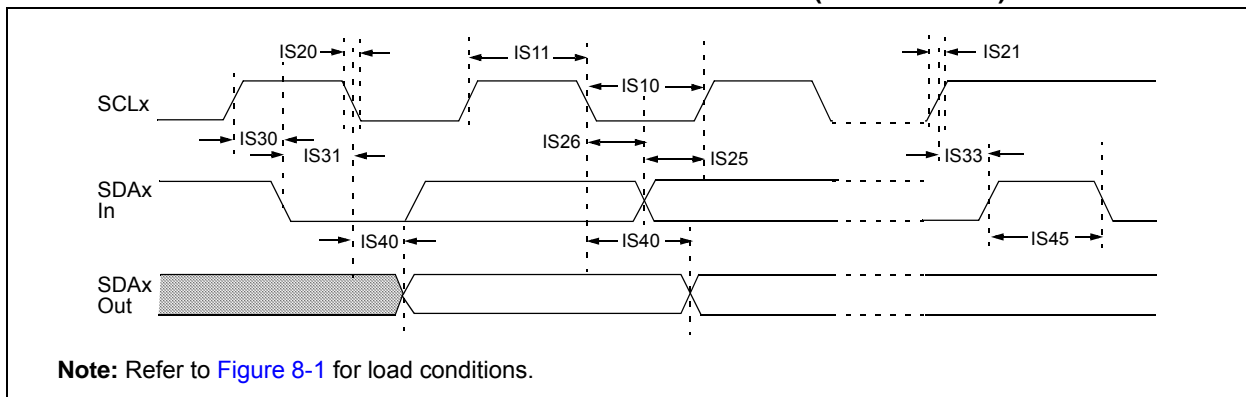 IS20
IS11
IS21
IS10
SCLx
IS30
IS31
IS26
IS25
IS33
SDAx
In
IS40
IS40
IS45
SDAx
Out
Note: Refer to Figure 8-1 for load conditions.